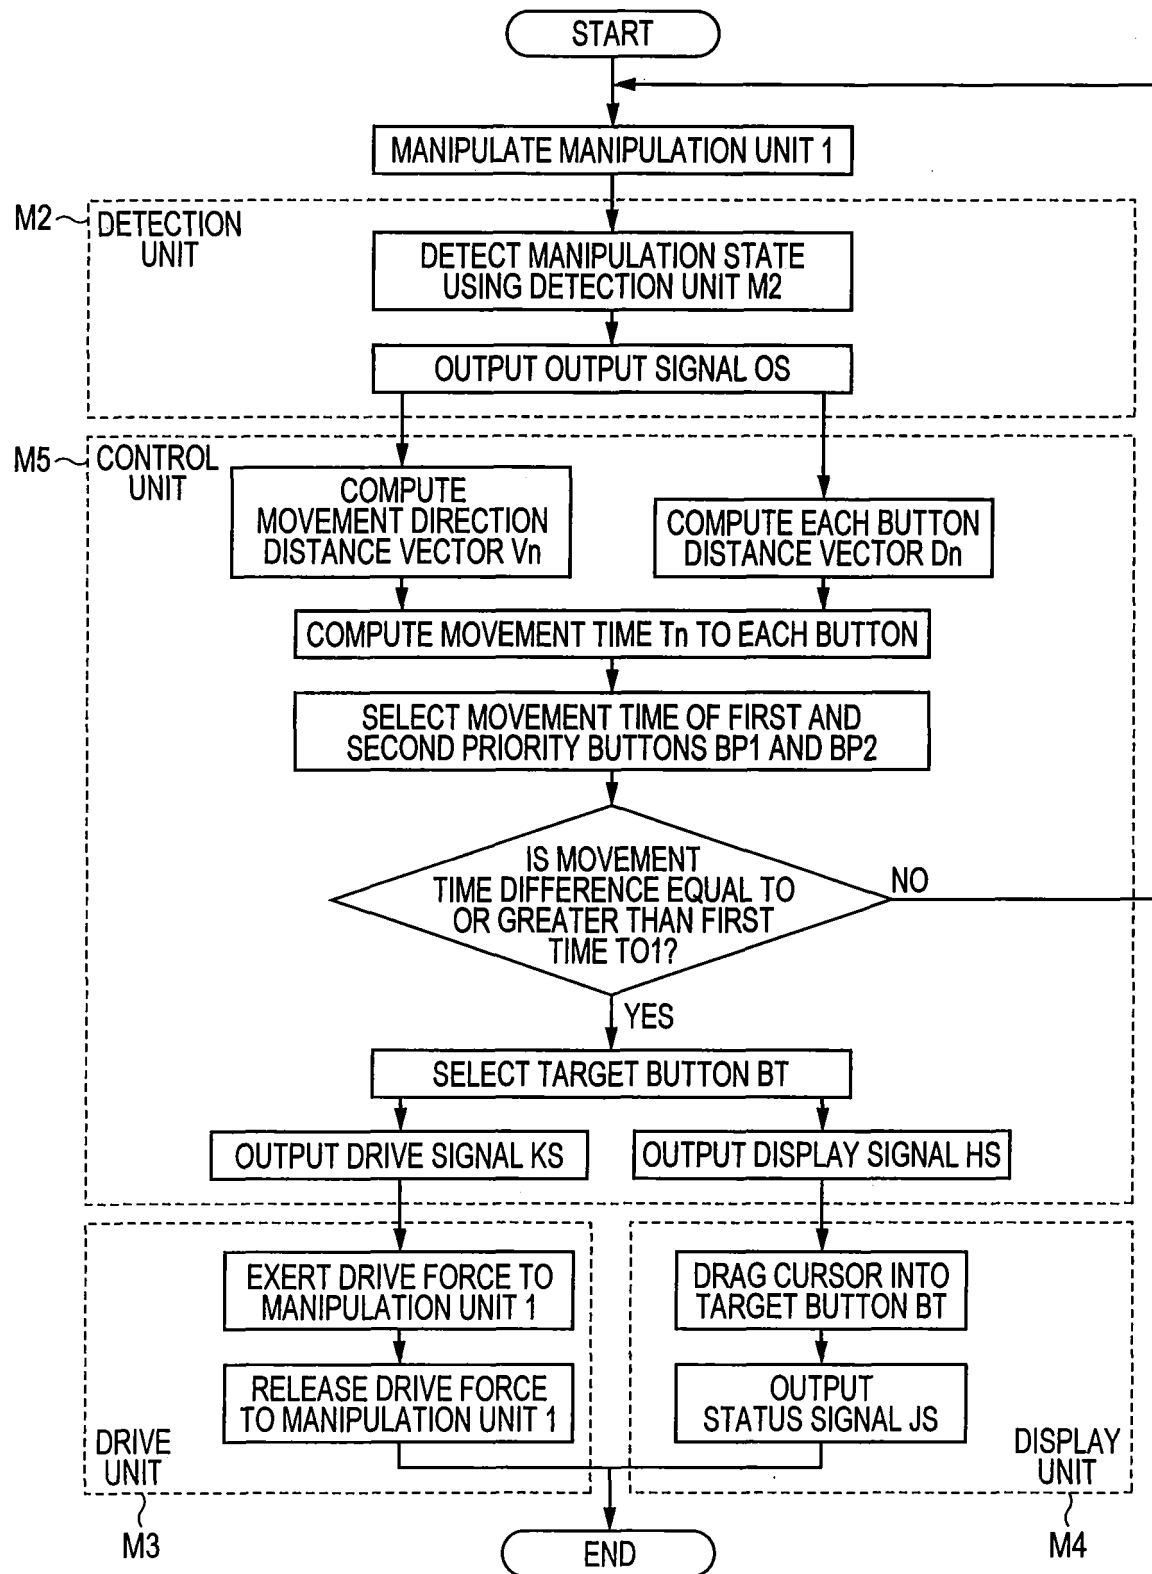 START
MANIPULATE MANIPULATION UNIT 1
M2
DETECTION
UNIT
DETECT MANIPULATION STATE
USING DETECTION UNIT M2
OUTPUT OUTPUT SIGNAL OS
M5
CONTROL
UNIT
COMPUTE
MOVEMENT DIRECTION
DISTANCE VECTOR Vn
COMPUTE EACH BUTTON
DISTANCE VECTOR Dn
COMPUTE MOVEMENT TIME Tn TO EACH BUTTON
SELECT MOVEMENT TIME OF FIRST AND
SECOND PRIORITY BUTTONS BP1 AND BP2
IS MOVEMENT
TIME DIFFERENCE EQUAL TO
OR GREATER THAN FIRST
TIME TO1?
NO
YES
SELECT TARGET BUTTON BT
OUTPUT DRIVE SIGNAL KS
OUTPUT DISPLAY SIGNAL HS
EXERT DRIVE FORCE TO
MANIPULATION UNIT 1
DRAG CURSOR INTO
TARGET BUTTON BT
RELEASE DRIVE FORCE
TO MANIPULATION UNIT 1
OUTPUT
STATUS SIGNAL JS
DRIVE
UNIT
DISPLAY
UNIT
M3
M4
END